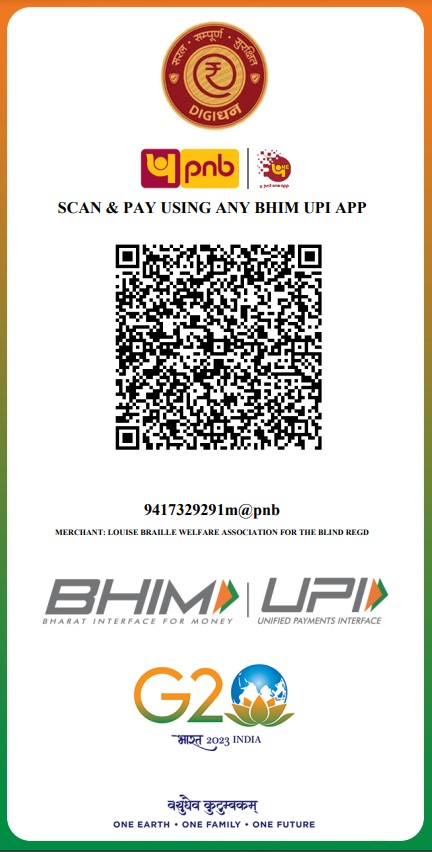 सरल • सम्पूर्ण • सुरक्षित
₹
DIGIधन
प pnb
प NE
SCAN & PAY USING ANY BHIM UPI APP
9417329291m@pnb
MERCHANT: LOUISE BRAILLE WELFARE ASSOCIATION FOR THE BLIND REGD
BHIM UPI
BHARAT INTERFACE FOR MONEY UNIFIED PAYMENTS INTERFACE
G20
भारत 2023 INDIA
वसुधैव कुटुम्बकम्
ONE EARTH • ONE FAMILY • ONE FUTURE